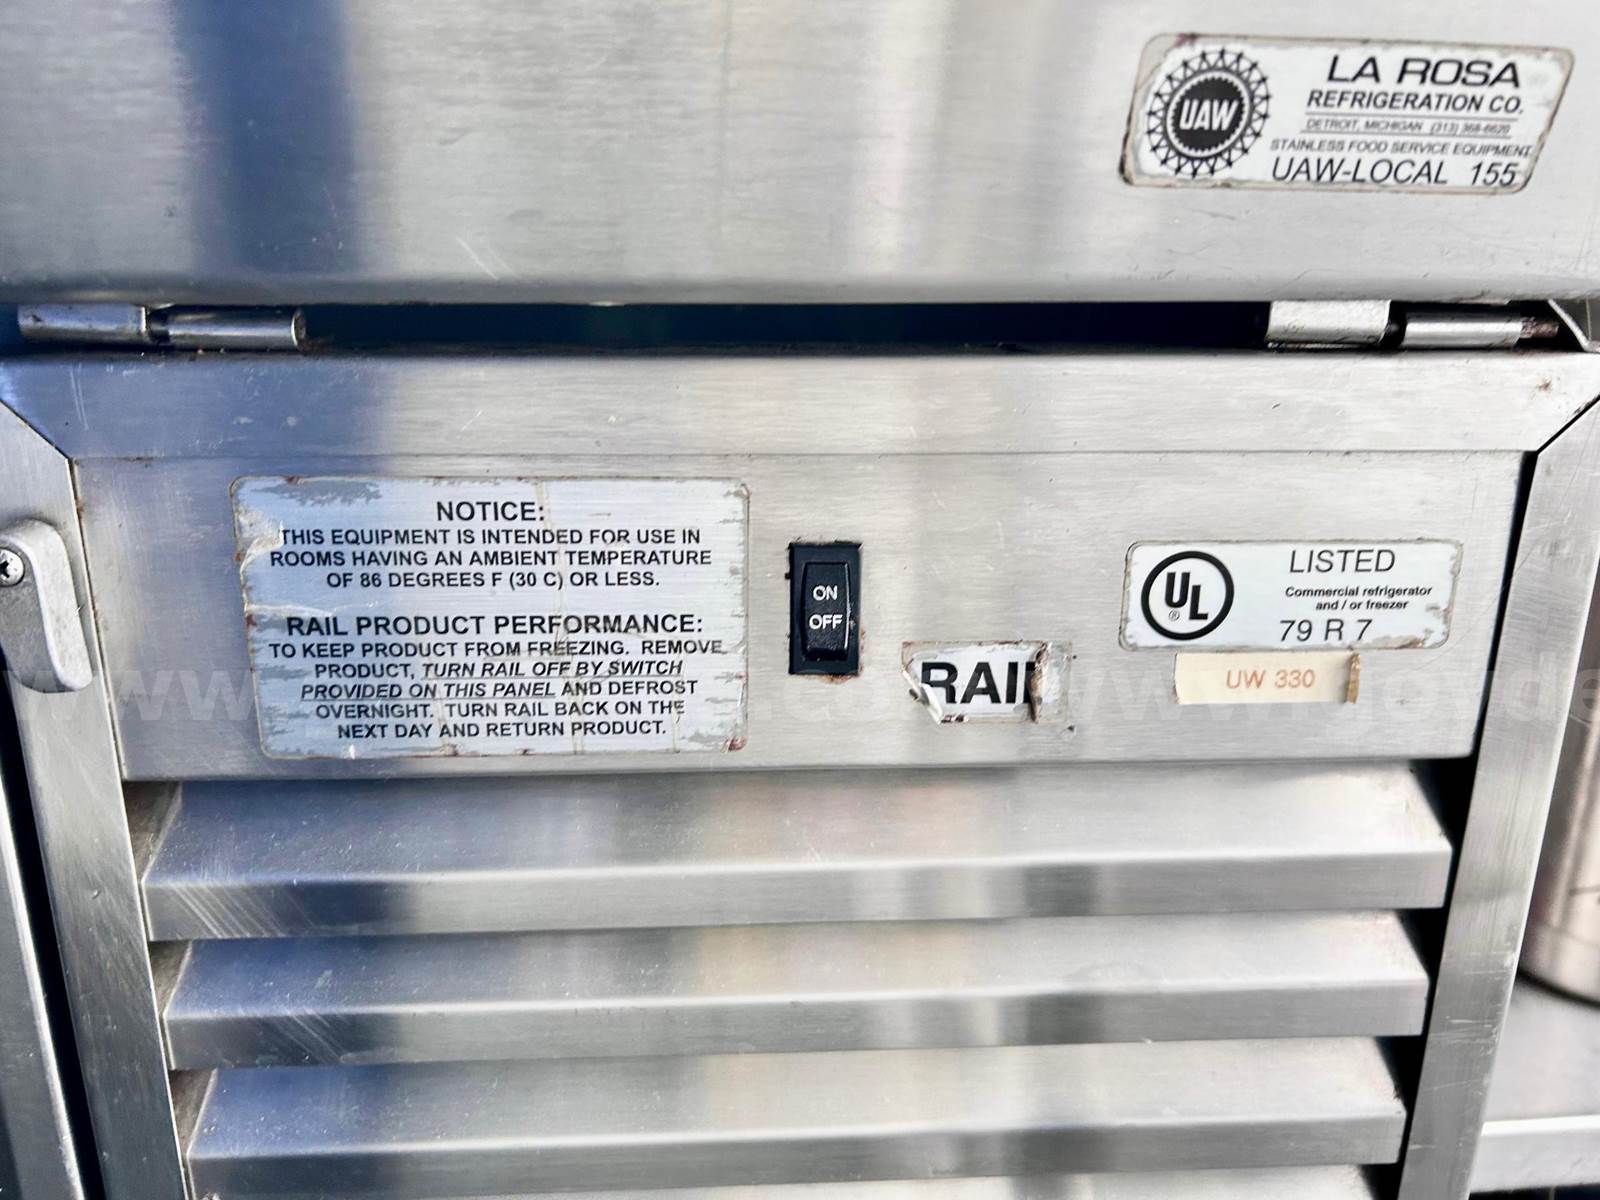 UAW
LA ROSA
REFRIGERATION CO.
DETROIT, MICHIGAN (313) 368-6620
STAINLESS FOOD SERVICE EQUIPMENT
UAW-LOCAL 155
NOTICE:
THIS EQUIPMENT IS INTENDED FOR USE IN
ROOMS HAVING AN AMBIENT TEMPERATURE
OF 86 DEGREES F (30 C) OR LESS.
RAIL PRODUCT PERFORMANCE:
TO KEEP PRODUCT FROM FREEZING. REMOVE
PRODUCT, TURN RAIL OFF BY SWITCH
PROVIDED ON THIS PANEL AND DEFROST
OVERNIGHT. TURN RAIL BACK ON THE
NEXT DAY AND RETURN PRODUCT.
ON
OFF
RAIL
UL
®
LISTED
Commercial refrigerator
and / or freezer
79 R 7
UW 330